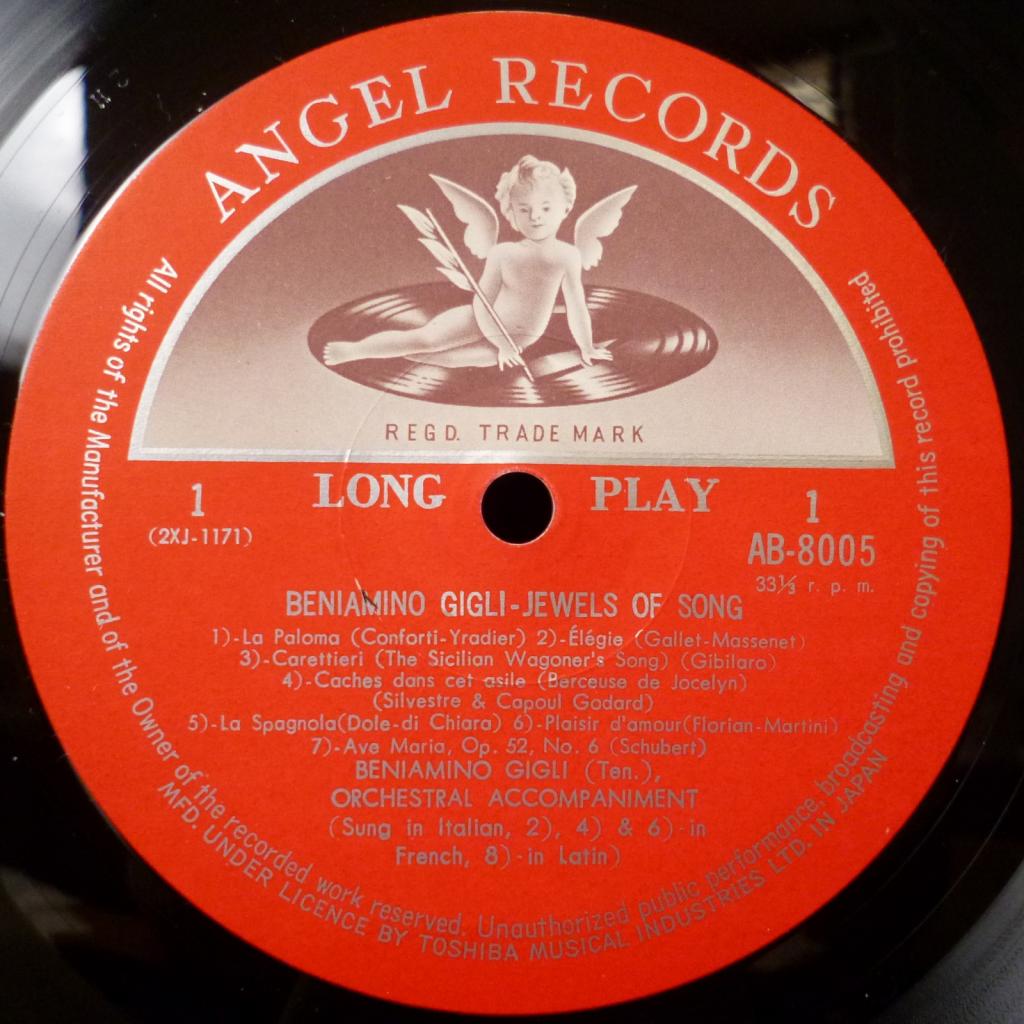 ANGEL RECORDS
REGD. TRADE MARK
LONG PLAY
1
(2XJ-1171)
1
AB-8005
33⅓ r. p. m.
BENIAMINO GIGLI-JEWELS OF SONG
1)-La Paloma (Conforti-Yradier) 2)-Élégie (Gallet-Massenet)
3)-Carettieri (The Sicilian Wagoner's Song) (Gibilaro)
4)-Caches dans cet asile (Berceuse de Jocelyn)
(Silvestre & Capoul Godard)
5)-La Spagnola(Dole-di Chiara) 6)-Plaisir d'amour(Florian-Martini)
7)-Ave Maria, Op. 52, No. 6 (Schubert)
BENIAMINO GIGLI (Ten.),
ORCHESTRAL ACCOMPANIMENT
(Sung in Italian, 2), 4) & 6)-in
French, 8)-in Latin)
All rights of the Manufacturer and of the Owner of the recorded work reserved. Unauthorized public performance, broadcasting and copying of this record prohibited
MFD. UNDER LICENCE BY TOSHIBA MUSICAL INDUSTRIES LTD. IN JAPAN